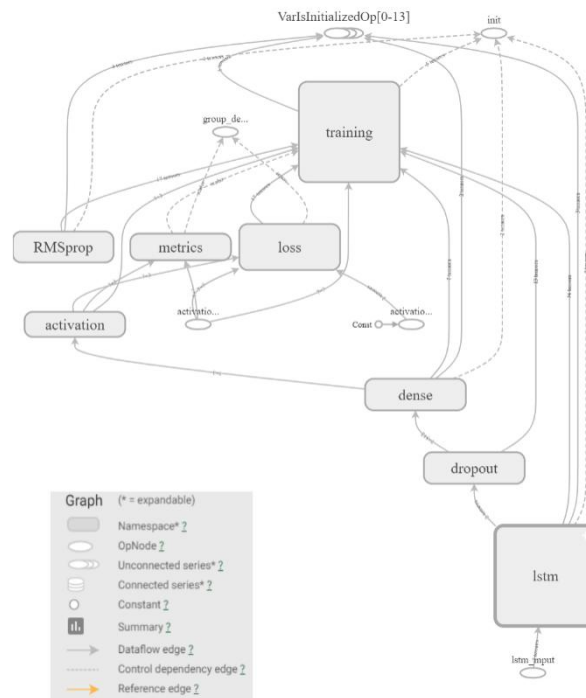 VarIsInitializedOp[0-13]
init
training
group_de...
RMSprop
metrics
loss
activation
activatio...
Const
activatio...
dense
dropout
lstm
lstm_input
Graph (* = expandable)
Namespace* ?
OpNode ?
Unconnected series* ?
Connected series* ?
Constant ?
Summary ?
Dataflow edge ?
Control dependency edge ?
Reference edge ?